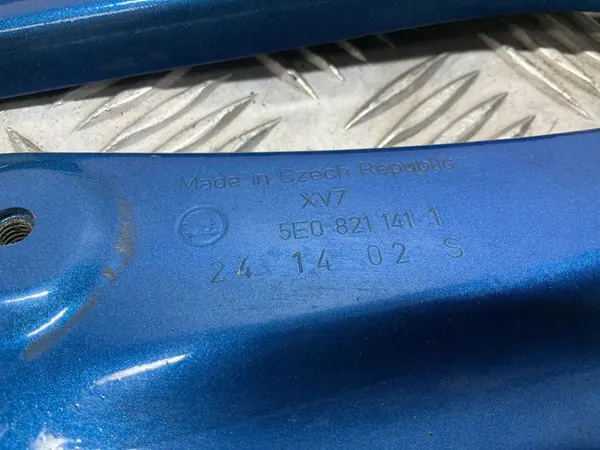 Made in Czech Republic
XV7
5E0 821 141 1
24 14 02 S